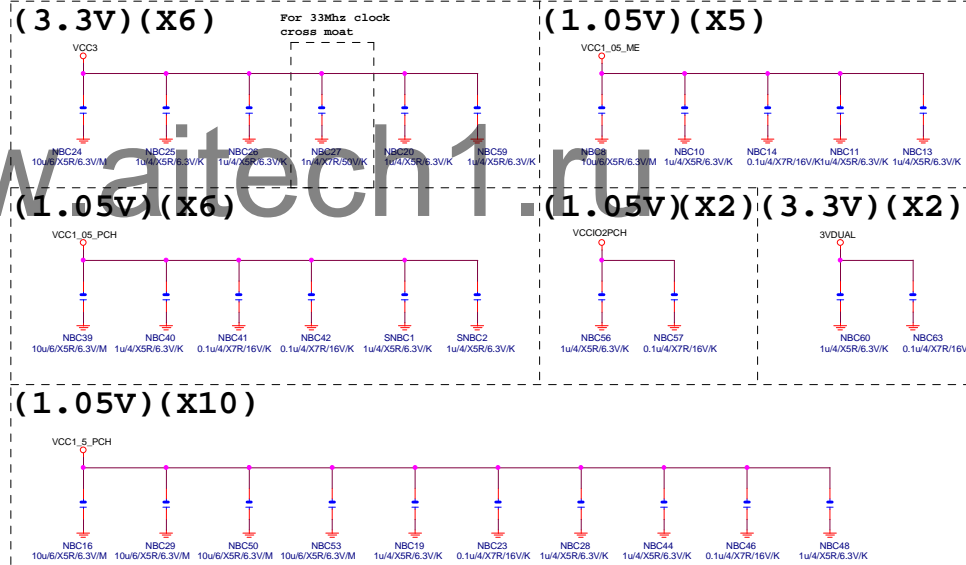 (3.3V)(X6)
For 33Mhz clock
cross moat
VCC3
NBC24 NBC25 NBC26 NBC27 NBC20 NBC59
10u/6/X5R/6.3V/M 1u/4/X5R/6.3V/K 1u/4/X5R/6.3V/K 1n/4/X7R/50V/K 1u/4/X5R/6.3V/K 1u/4/X5R/6.3V/K
(1.05V)(X5)
VCC1_05_ME
NBC8 NBC10 NBC14 NBC11 NBC13
10u/6/X5R/6.3V/M 1u/4/X5R/6.3V/K 0.1u/4/X7R/16V/K 1u/4/X5R/6.3V/K 1u/4/X5R/6.3V/K
w.aitech1.ru
(1.05V)(X6)
VCC1_05_PCH
NBC39 NBC40 NBC41 NBC42 SNBC1 SNBC2
10u/6/X5R/6.3V/M 1u/4/X5R/6.3V/K 0.1u/4/X7R/16V/K 0.1u/4/X7R/16V/K 1u/4/X5R/6.3V/K 1u/4/X5R/6.3V/K
(1.05V)(X2)
VCCIO2PCH
NBC56 NBC57
1u/4/X5R/6.3V/K 0.1u/4/X7R/16V/K
(3.3V)(X2)
3VDUAL
NBC60 NBC63
1u/4/X5R/6.3V/K 0.1u/4/X7R/16V
(1.05V)(X10)
VCC1_5_PCH
NBC16 NBC29 NBC50 NBC53 NBC19 NBC23 NBC28 NBC44 NBC46 NBC48
10u/6/X5R/6.3V/M 10u/6/X5R/6.3V/M 10u/6/X5R/6.3V/M 10u/6/X5R/6.3V/M 1u/4/X5R/6.3V/K 0.1u/4/X7R/16V/K 1u/4/X5R/6.3V/K 1u/4/X5R/6.3V/K 0.1u/4/X7R/16V/K 1u/4/X5R/6.3V/K